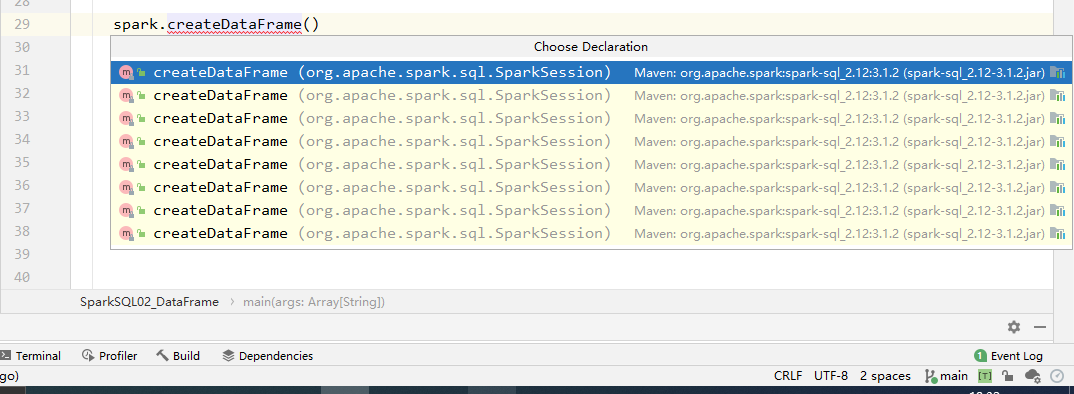 28
29 spark.createDataFrame()
30 Choose Declaration
31 createDataFrame (org.apache.spark.sql.SparkSession) Maven: org.apache.spark:spark-sql_2.12:3.1.2 (spark-sql_2.12-3.1.2.jar)
32 createDataFrame (org.apache.spark.sql.SparkSession) Maven: org.apache.spark:spark-sql_2.12:3.1.2 (spark-sql_2.12-3.1.2.jar)
33 createDataFrame (org.apache.spark.sql.SparkSession) Maven: org.apache.spark:spark-sql_2.12:3.1.2 (spark-sql_2.12-3.1.2.jar)
34 createDataFrame (org.apache.spark.sql.SparkSession) Maven: org.apache.spark:spark-sql_2.12:3.1.2 (spark-sql_2.12-3.1.2.jar)
35 createDataFrame (org.apache.spark.sql.SparkSession) Maven: org.apache.spark:spark-sql_2.12:3.1.2 (spark-sql_2.12-3.1.2.jar)
36 createDataFrame (org.apache.spark.sql.SparkSession) Maven: org.apache.spark:spark-sql_2.12:3.1.2 (spark-sql_2.12-3.1.2.jar)
37 createDataFrame (org.apache.spark.sql.SparkSession) Maven: org.apache.spark:spark-sql_2.12:3.1.2 (spark-sql_2.12-3.1.2.jar)
38 createDataFrame (org.apache.spark.sql.SparkSession) Maven: org.apache.spark:spark-sql_2.12:3.1.2 (spark-sql_2.12-3.1.2.jar)
39
40
SparkSQL02_DataFrame › main(args: Array[String])
Terminal Profiler Build Dependencies 1 Event Log
go) CRLF UTF-8 2 spaces main [T]